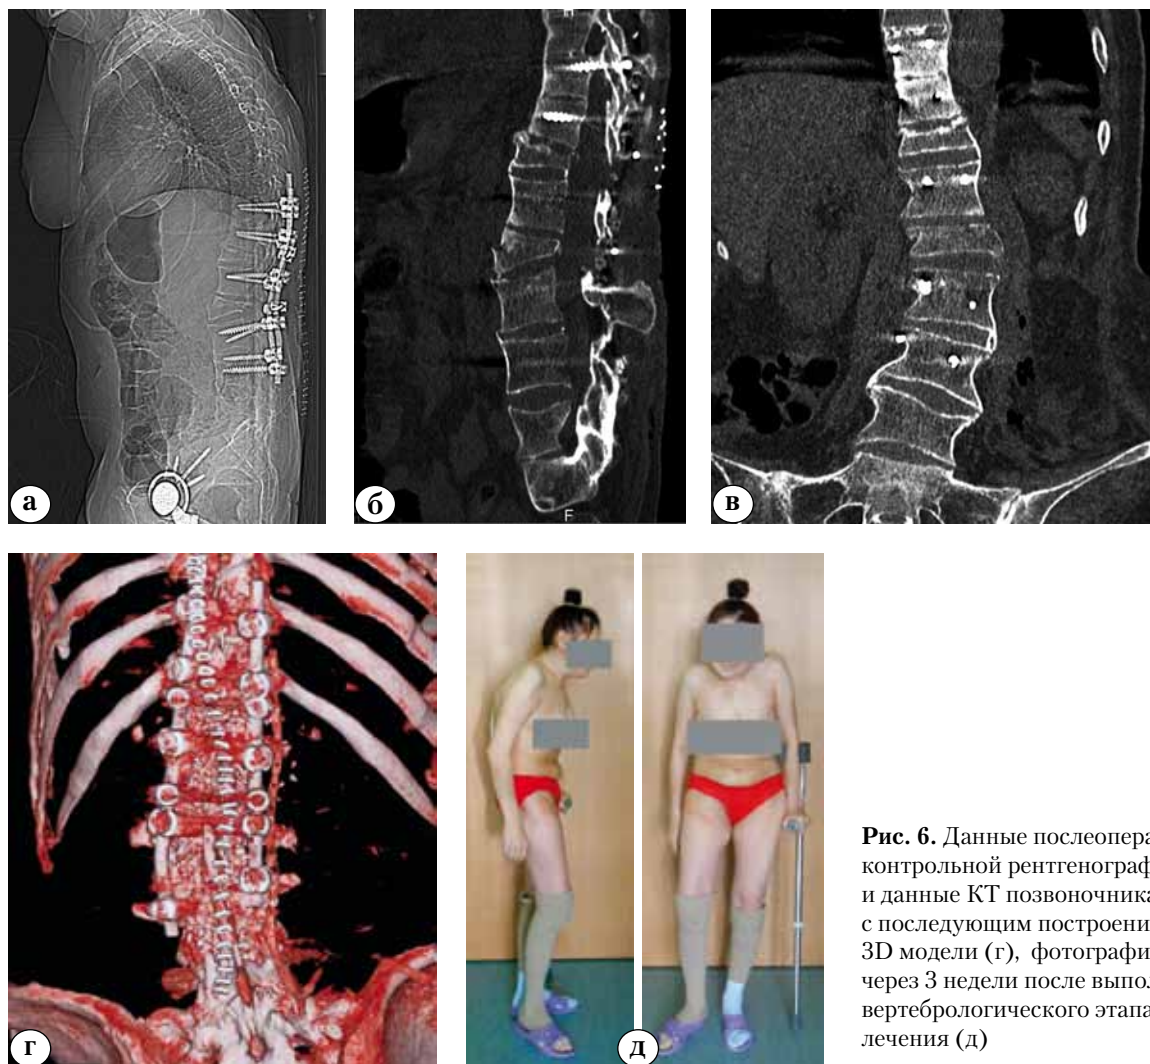 а
б
в
F
г
д
Рис. 6. Данные послеопера
контрольной рентгенограф
и данные КТ позвоночника
с последующим построени
3D модели (г), фотографи
через 3 недели после выпол
вертебрологического этапа
лечения (д)